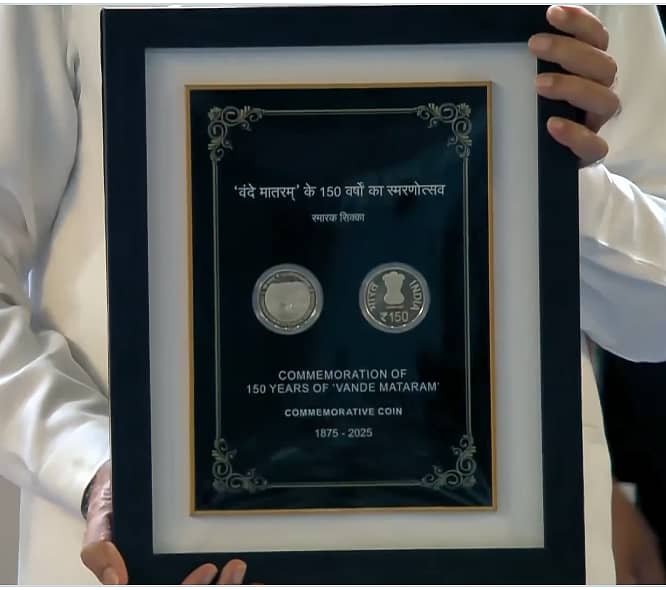 'वंदे मातरम्' के 150 वर्षों का स्मरणोत्सव
स्मारक सिक्का
भारत INDIA
₹150
COMMEMORATION OF
150 YEARS OF 'VANDE MATARAM'
COMMEMORATIVE COIN
1875 - 2025